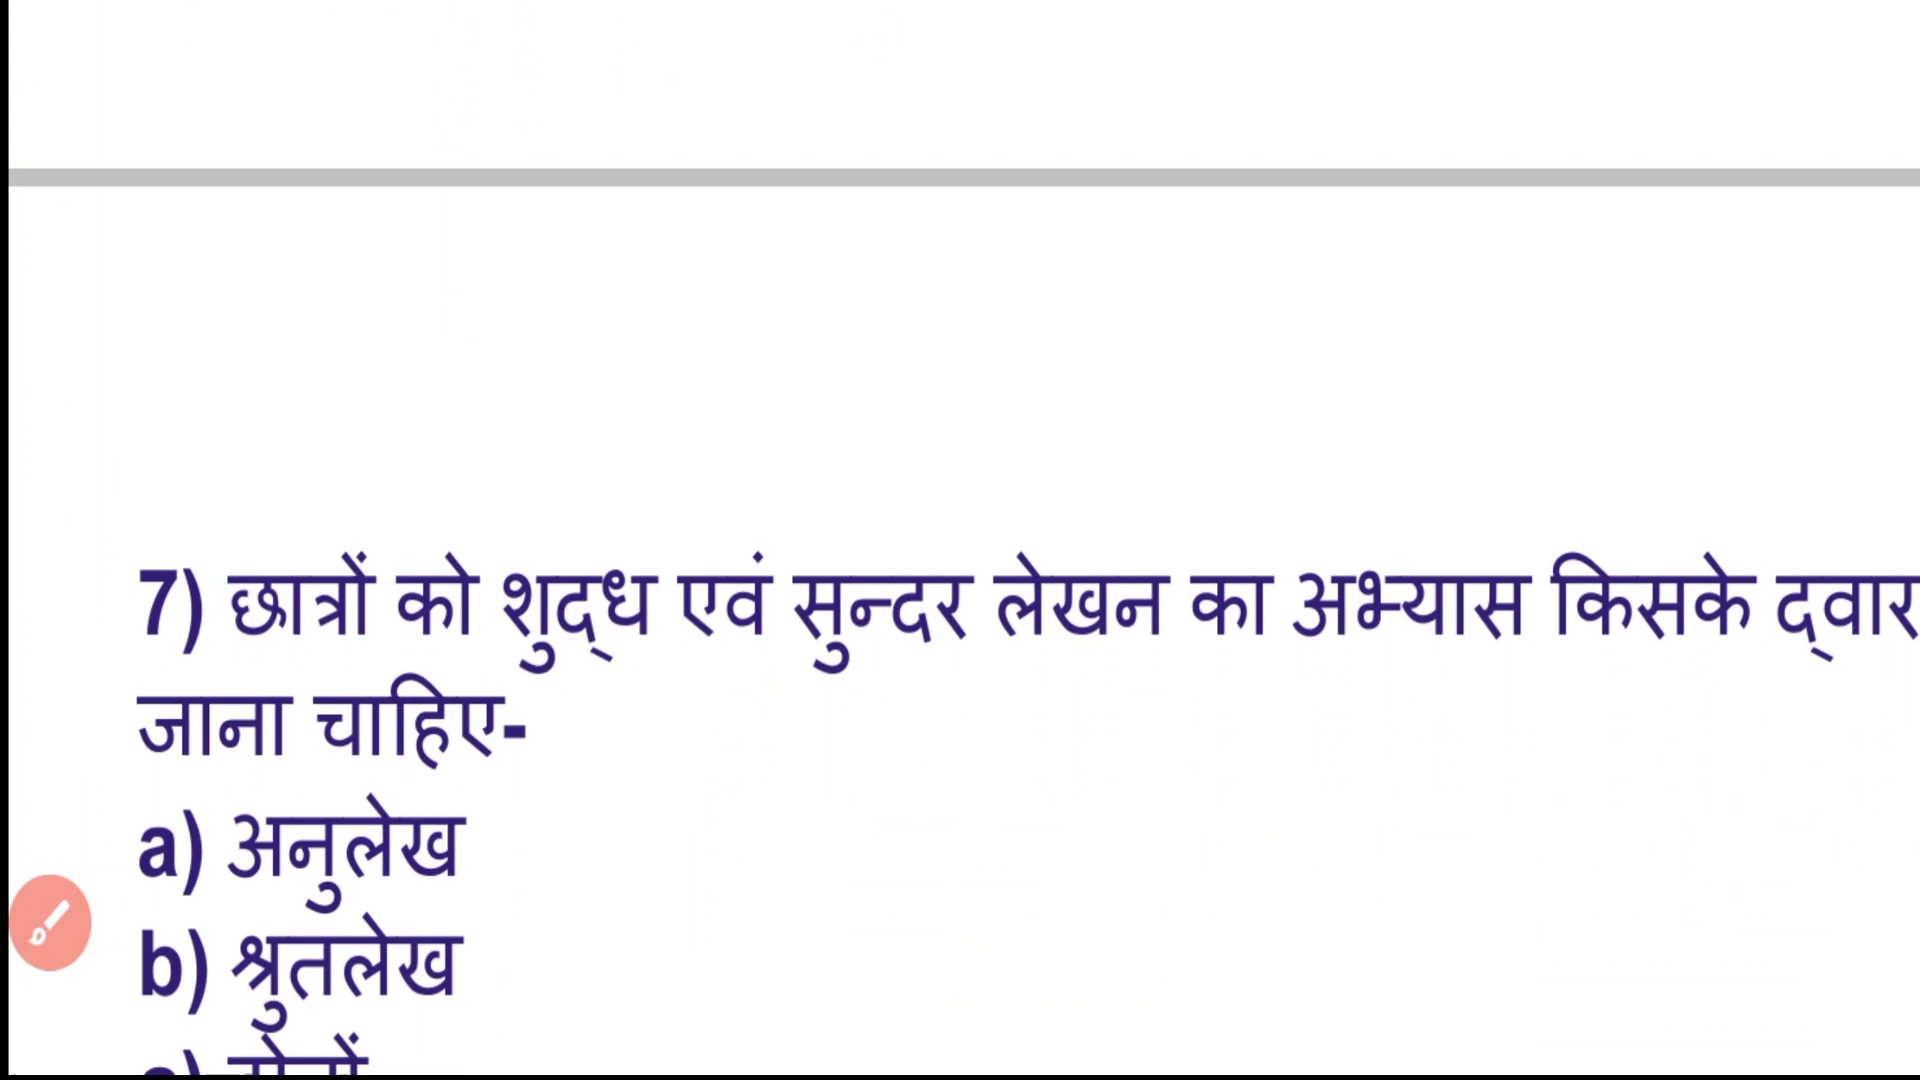 7) छात्रों को शुद्ध एवं सुन्दर लेखन का अभ्यास किसके द्वार
जाना चाहिए-
a) अनुलेख
b) श्रुतलेख